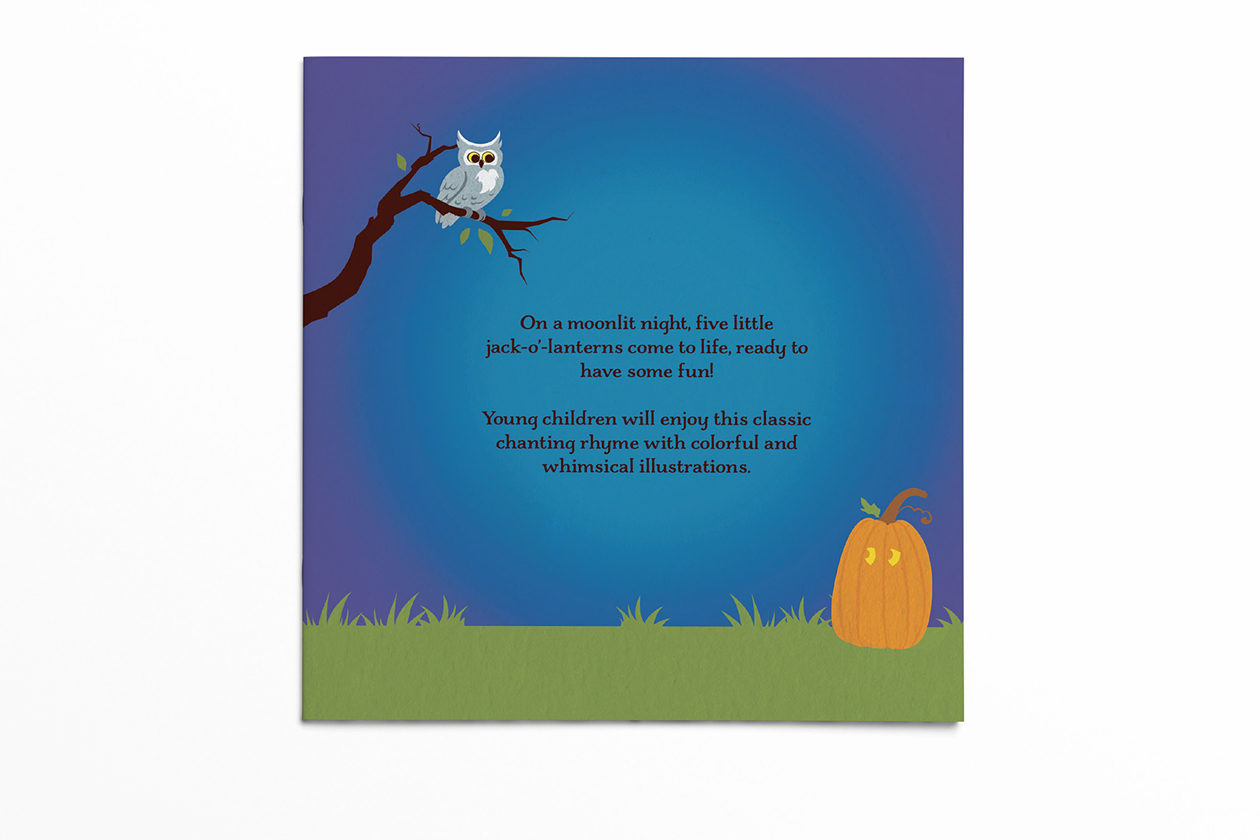 On a moonlit night, five little
jack-o'-lanterns come to life, ready to
have some fun!
Young children will enjoy this classic
chanting rhyme with colorful and
whimsical illustrations.